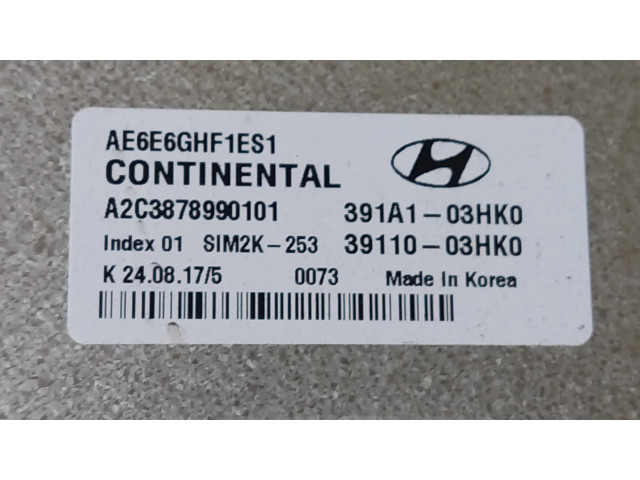 AE6E6GHF1ES1
CONTINENTAL
A2C3878990101 391A1-03HK0
Index 01 SIM2K-253 39110-03HK0
K 24.08.17/5 0073 Made In Korea